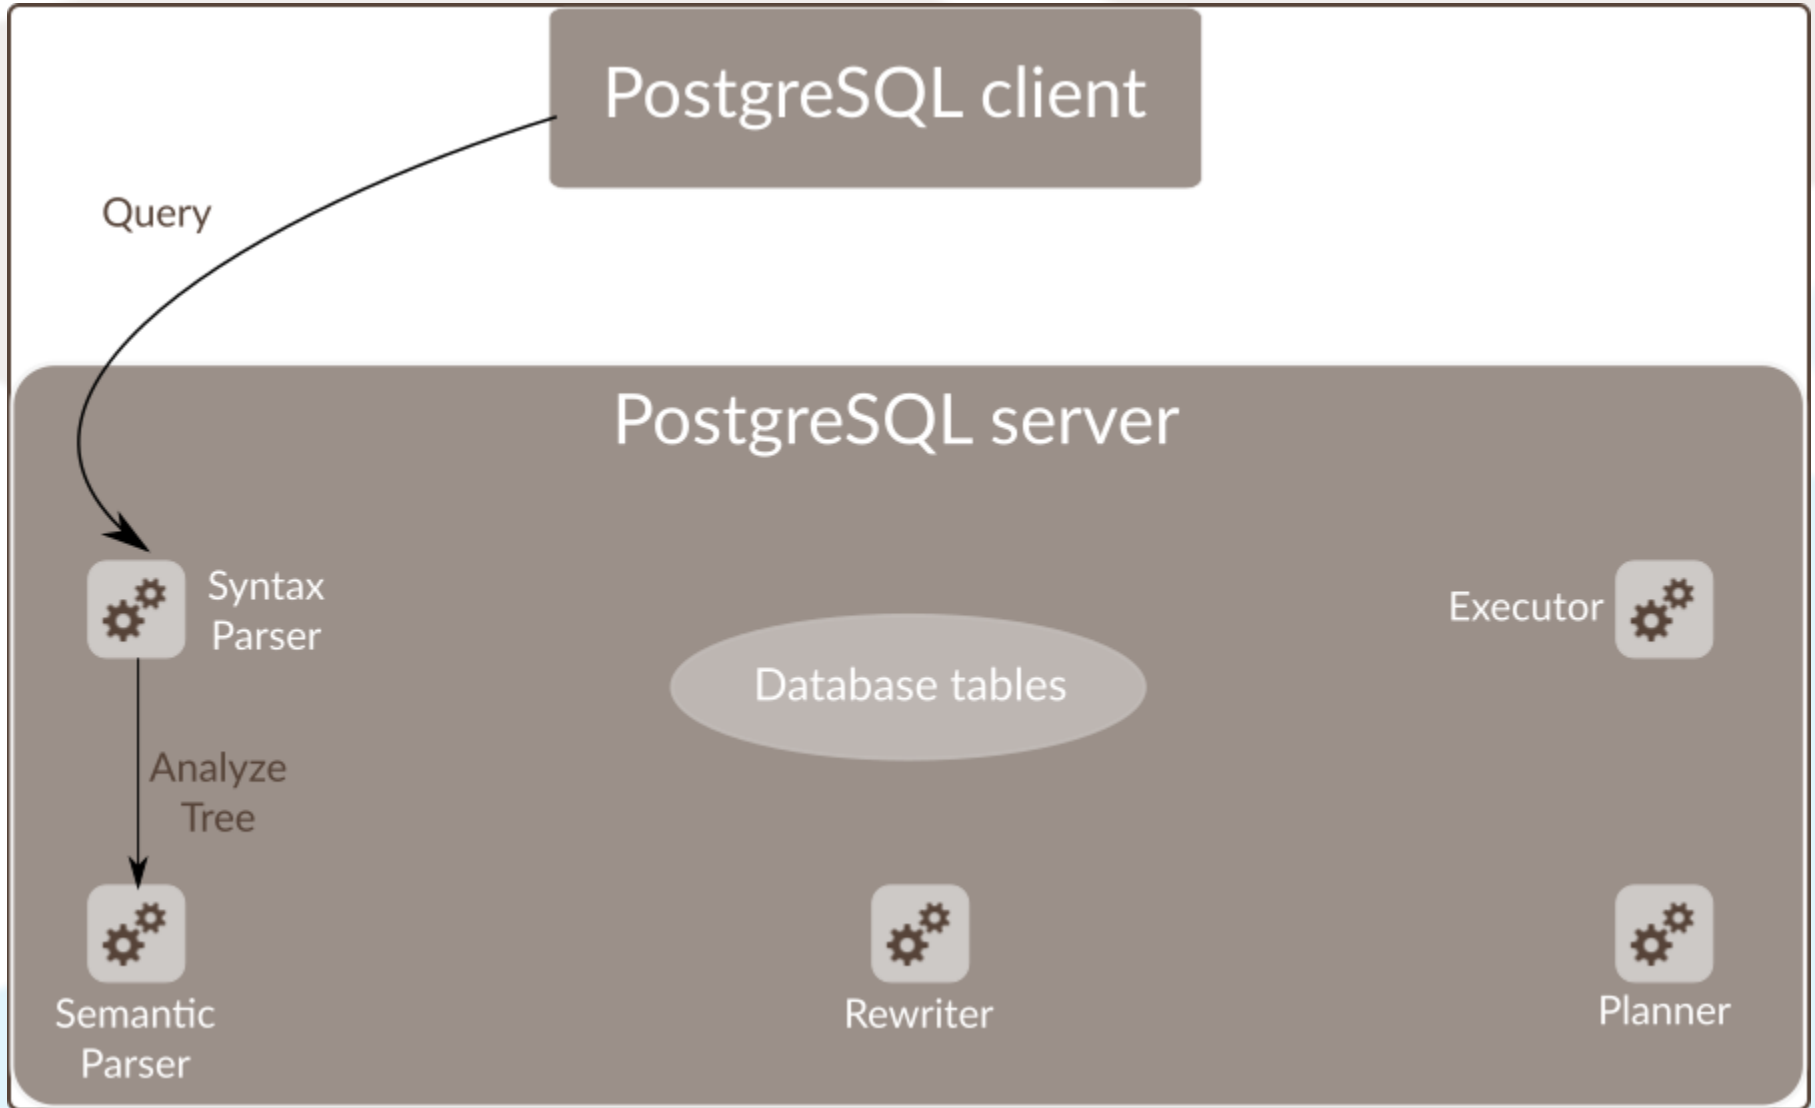 PostgreSQL client
Query
PostgreSQL server
Syntax
Parser
Executor
Database tables
Analyze
Tree
Semantic
Parser
Rewriter
Planner